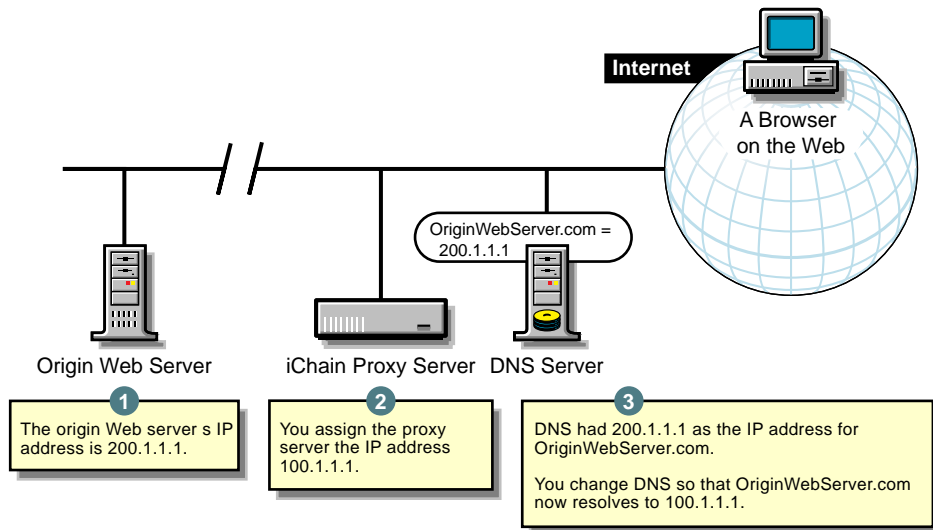 Internet
A Browser
on the Web
OriginWebServer.com =
200.1.1.1
Origin Web Server
iChain Proxy Server
DNS Server
1
The origin Web server s IP
address is 200.1.1.1.
2
You assign the proxy
server the IP address
100.1.1.1.
3
DNS had 200.1.1.1 as the IP address for
OriginWebServer.com.
You change DNS so that OriginWebServer.com
now resolves to 100.1.1.1.